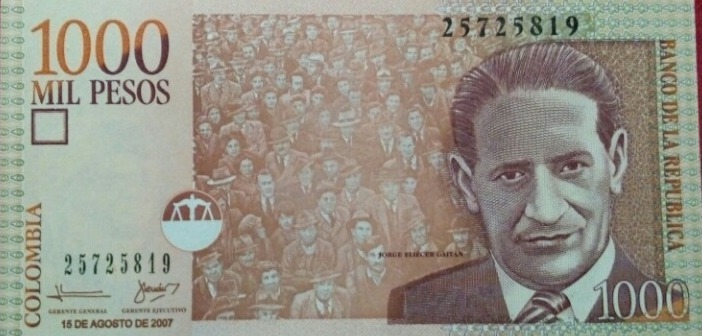 25725819
1000
MIL PESOS
BANCO DE LA REPUBLICA
COLOMBIA
JORGE ELIECER GAITAN
25725819
GERENTE GENERAL GERENTE EJECUTIVO
15 DE AGOSTO DE 2007
1000